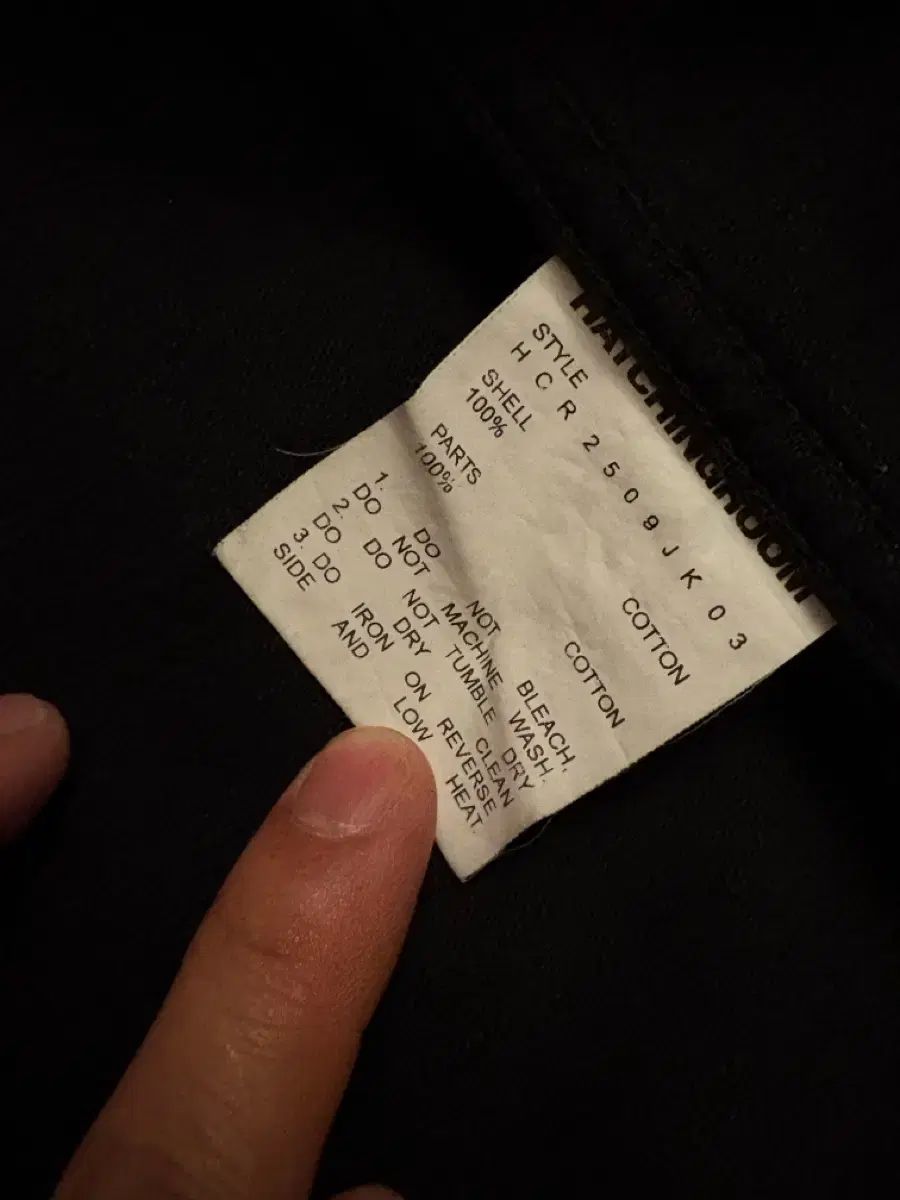 HATCHINGROOM
STYLE
H C R 2 5 0 9 J K 0 3
SHELL
100% COTTON
PARTS
100% COTTON
1. DO NOT BLEACH.
DO NOT MACHINE WASH.
2. DO NOT TUMBLE DRY
DO DRY CLEAN
3. DO IRON ON REVERSE
SIDE AND LOW HEAT.